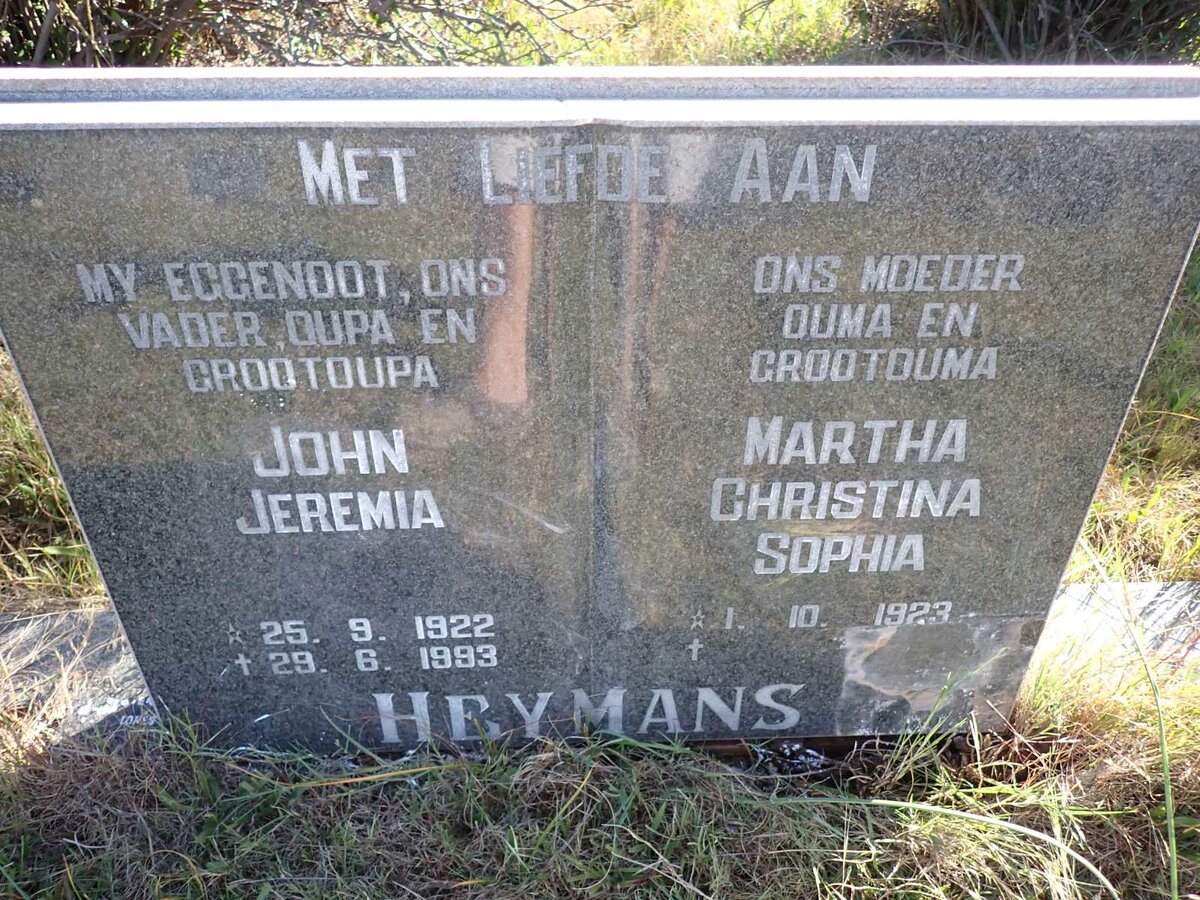 MET LIEFDE AAN
MY EGGENOOT, ONS
VADER, OUPA EN
GROOTOUPA
JOHN
JEREMIA
☆ 25. 9. 1922
✝ 29. 6. 1993
ONS MOEDER
OUMA EN
GROOTOUMA
MARTHA
CHRISTINA
SOPHIA
☆ 1. 10. 1923
✝
HEYMANS